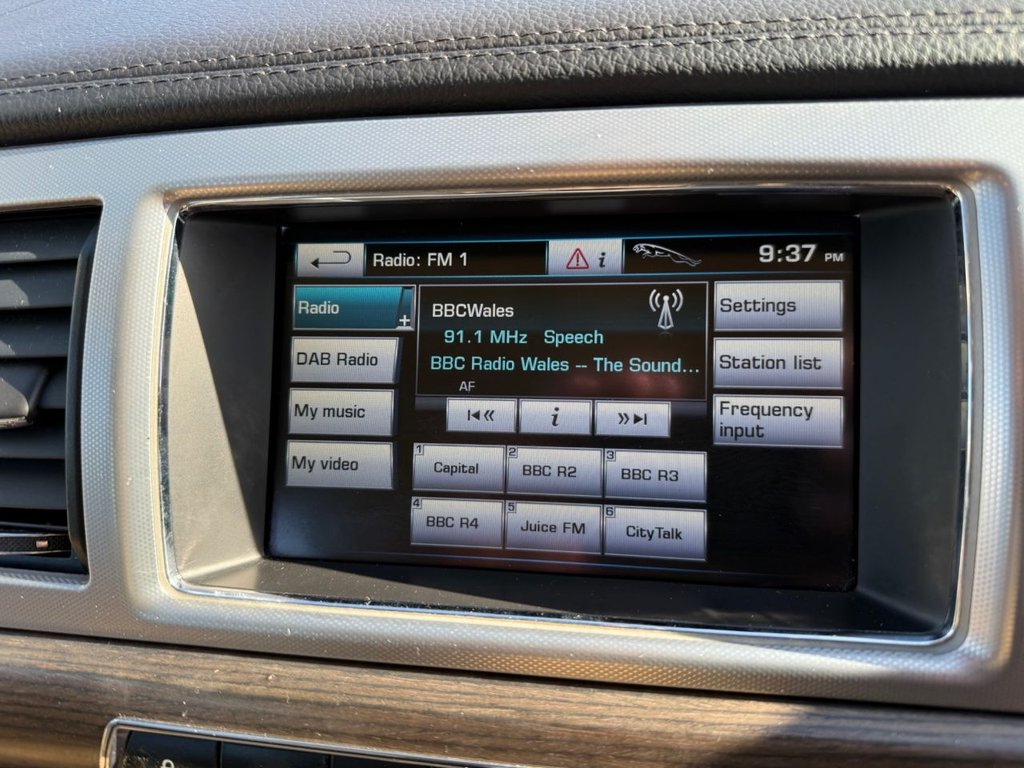 Radio: FM 1
i
9:37 PM
Radio
+
BBCWales
91.1 MHz Speech
BBC Radio Wales -- The Sound...
AF
Settings
DAB Radio
Station list
My music
i
Frequency
input
My video
1 Capital
2 BBC R2
3 BBC R3
4 BBC R4
5 Juice FM
6 CityTalk